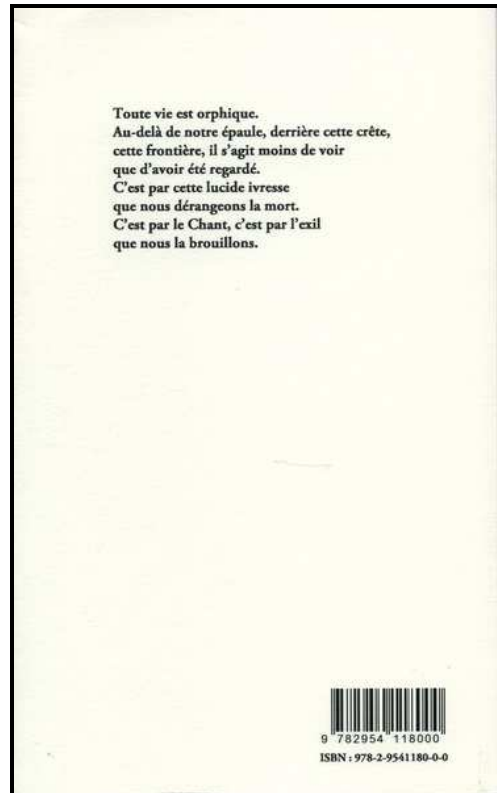 Toute vie est orphique.
Au-delà de notre épaule, derrière cette crête,
cette frontière, il s'agit moins de voir
que d'avoir été regardé.
C'est par cette lucide ivresse
que nous dérangeons la mort.
C'est par le Chant, c'est par l'exil
que nous la brouillons.
9 782954 118000
ISBN : 978-2-9541180-0-0